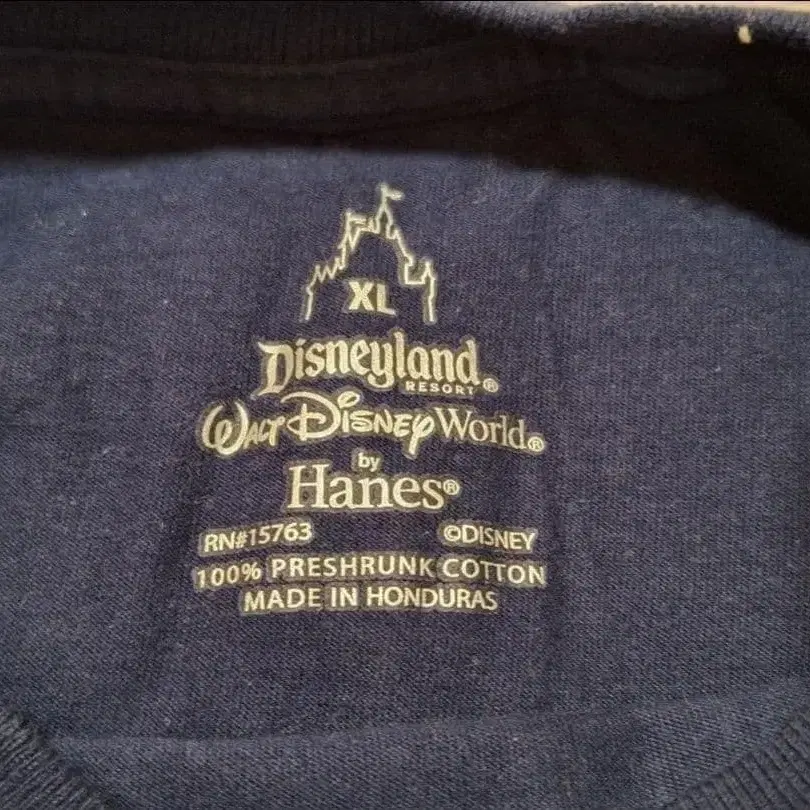 XL
Disneyland
RESORT®
Walt Disney World®
by
Hanes®
RN#15763 ©DISNEY
100% PRESHRUNK COTTON
MADE IN HONDURAS